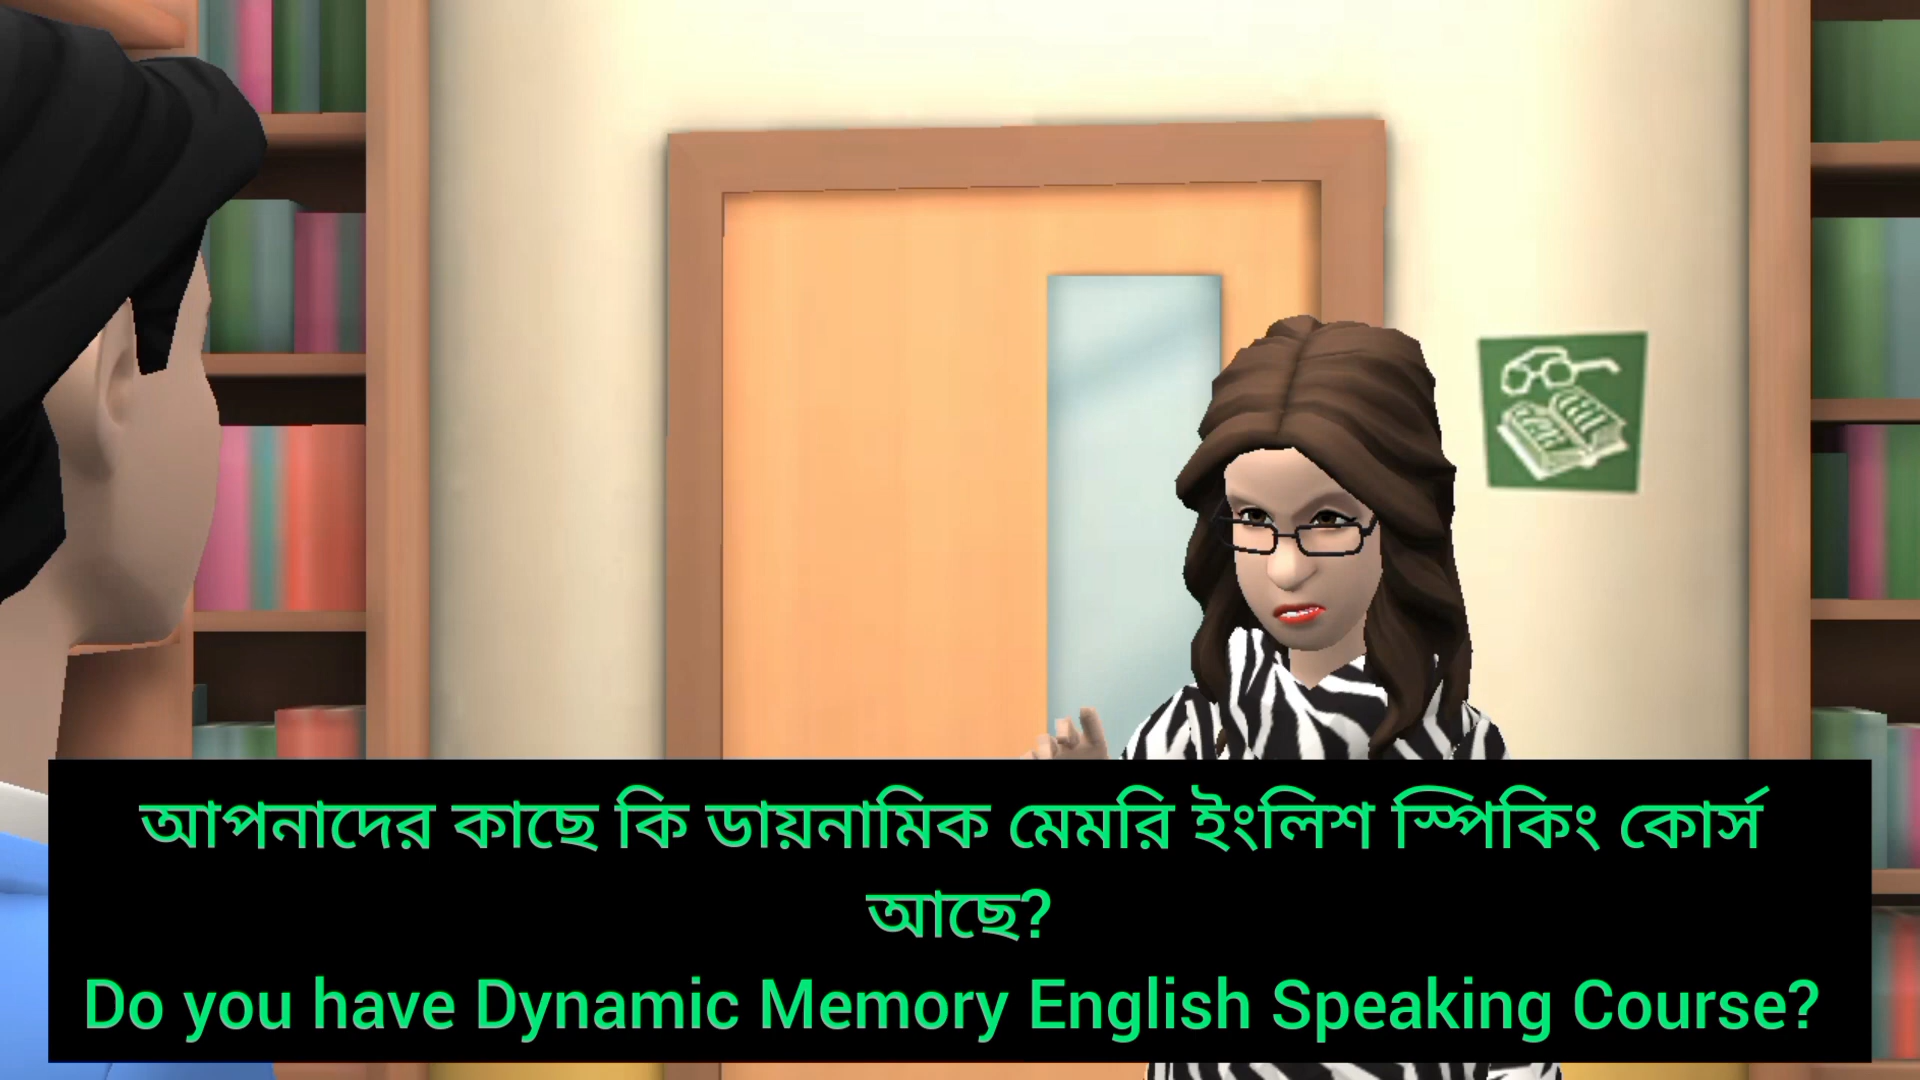 আপনাদের কাছে কি ডায়নামিক মেমরি ইংলিশ স্পিকিং কোর্স
আছে?
Do you have Dynamic Memory English Speaking Course?